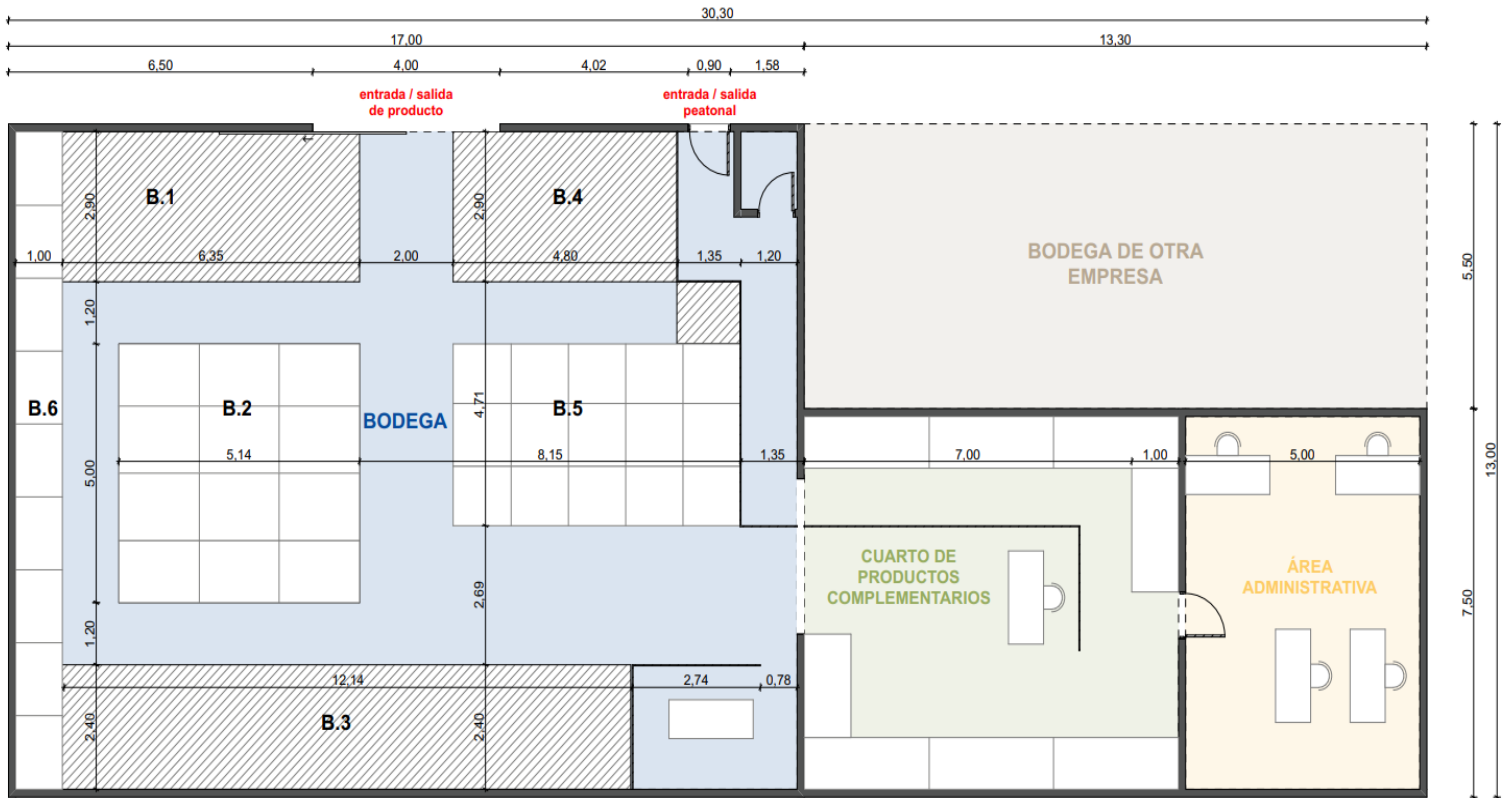 30,30
17,00
13,30
6,50
4,00
4,02
0,90
1,58
entrada / salida
de producto
entrada / salida
peatonal
B.1
B.4
2,90
2,90
1,00
6,35
2,00
4,80
1,35
1,20
BODEGA DE OTRA
EMPRESA
5,50
1,20
B.6
B.2
BODEGA
4,71
B.5
13,00
5,00
5,14
8,15
1,35
7,00
1,00
5,00
CUARTO DE
PRODUCTOS
COMPLEMENTARIOS
ÁREA
ADMINISTRATIVA
2,69
7,50
1,20
12,14
2,74
0,78
B.3
2,40
2,40